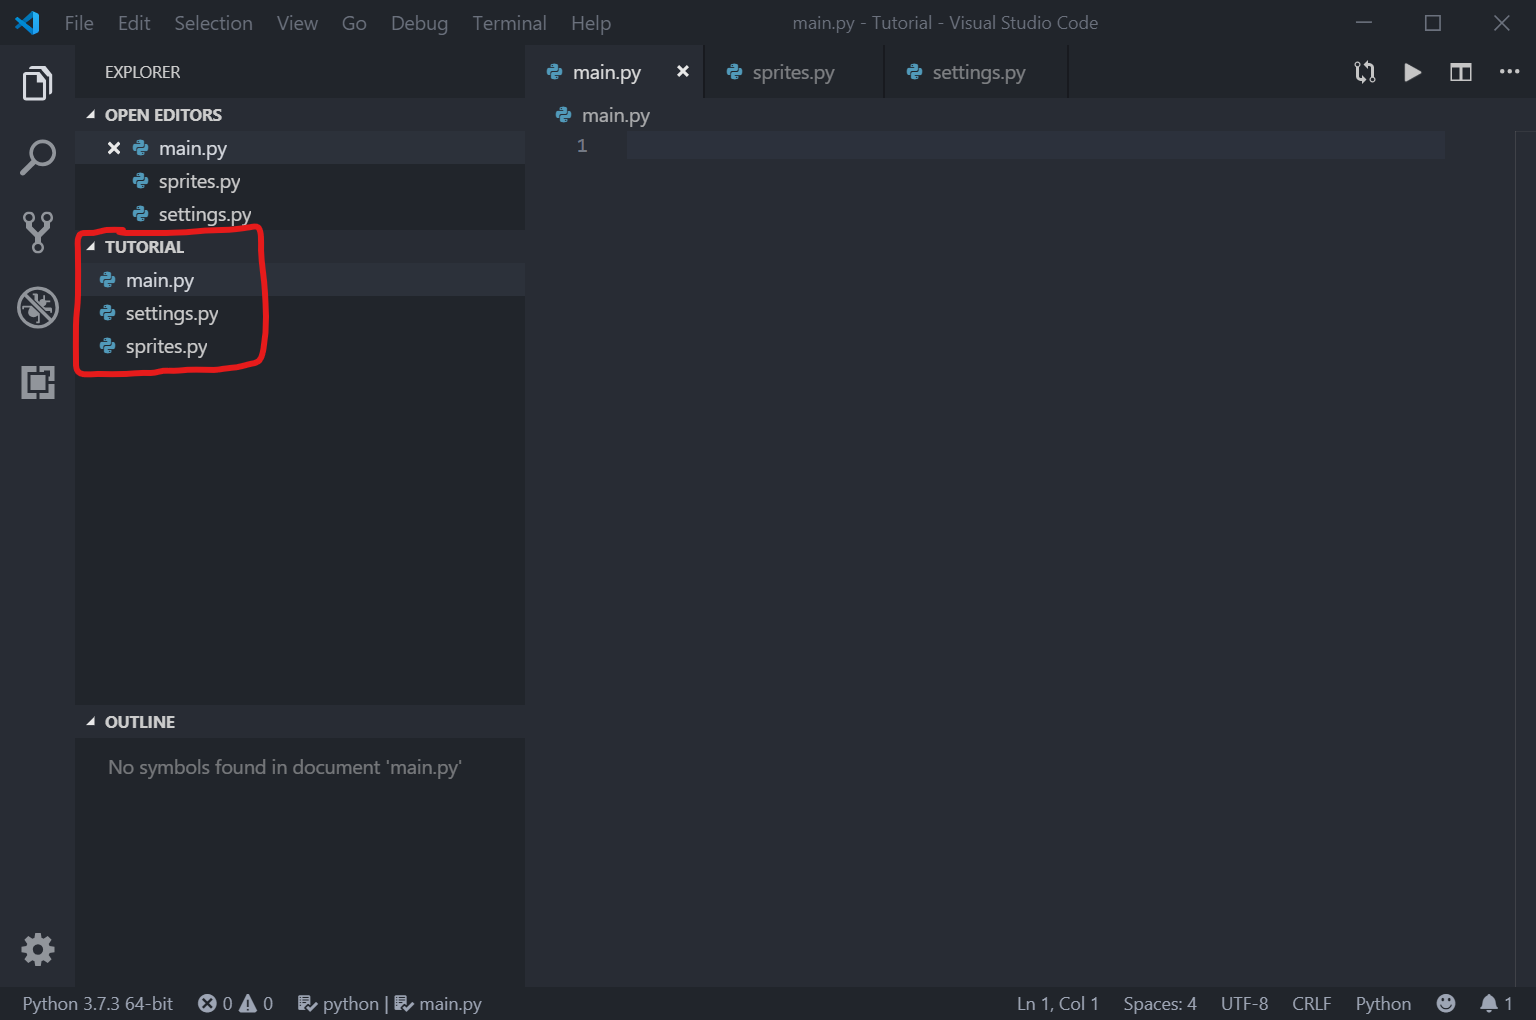 File Edit Selection View Go Debug Terminal Help main.py - Tutorial - Visual Studio Code
EXPLORER
OPEN EDITORS
main.py
sprites.py
settings.py
TUTORIAL
main.py
settings.py
sprites.py
OUTLINE
No symbols found in document 'main.py'
main.py sprites.py settings.py
main.py
1
Python 3.7.3 64-bit 0 0 python | main.py Ln 1, Col 1 Spaces: 4 UTF-8 CRLF Python 1